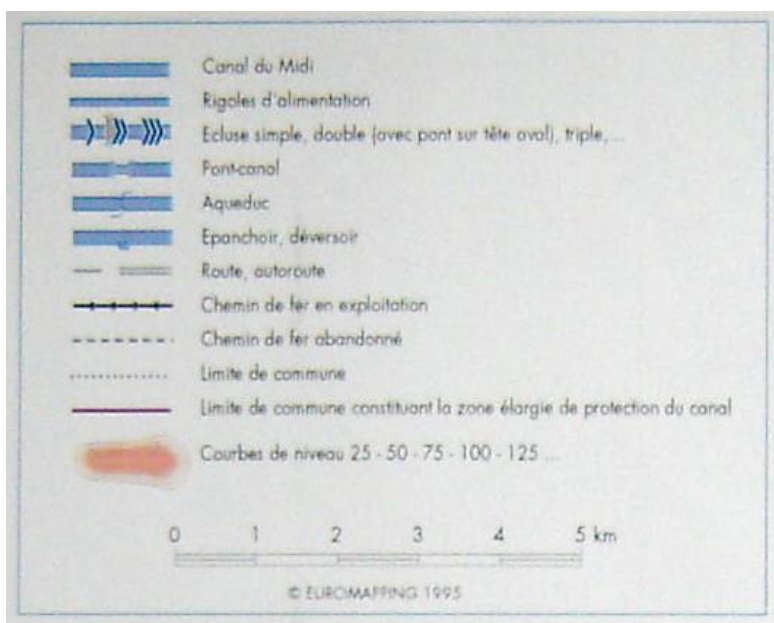 Canal du Midi
Rigoles d'alimentation
Ecluse simple, double (avec pont sur tête aval), triple,...
Pont-canal
Aqueduc
Epanchoir, déversoir
Route, autoroute
Chemin de fer en exploitation
Chemin de fer abandonné
Limite de commune
Limite de commune constituant la zone élargie de protection du canal
Courbes de niveau 25 - 50 - 75 - 100 - 125 ...
0 1 2 3 4 5 km
© EUROMAPPING 1995